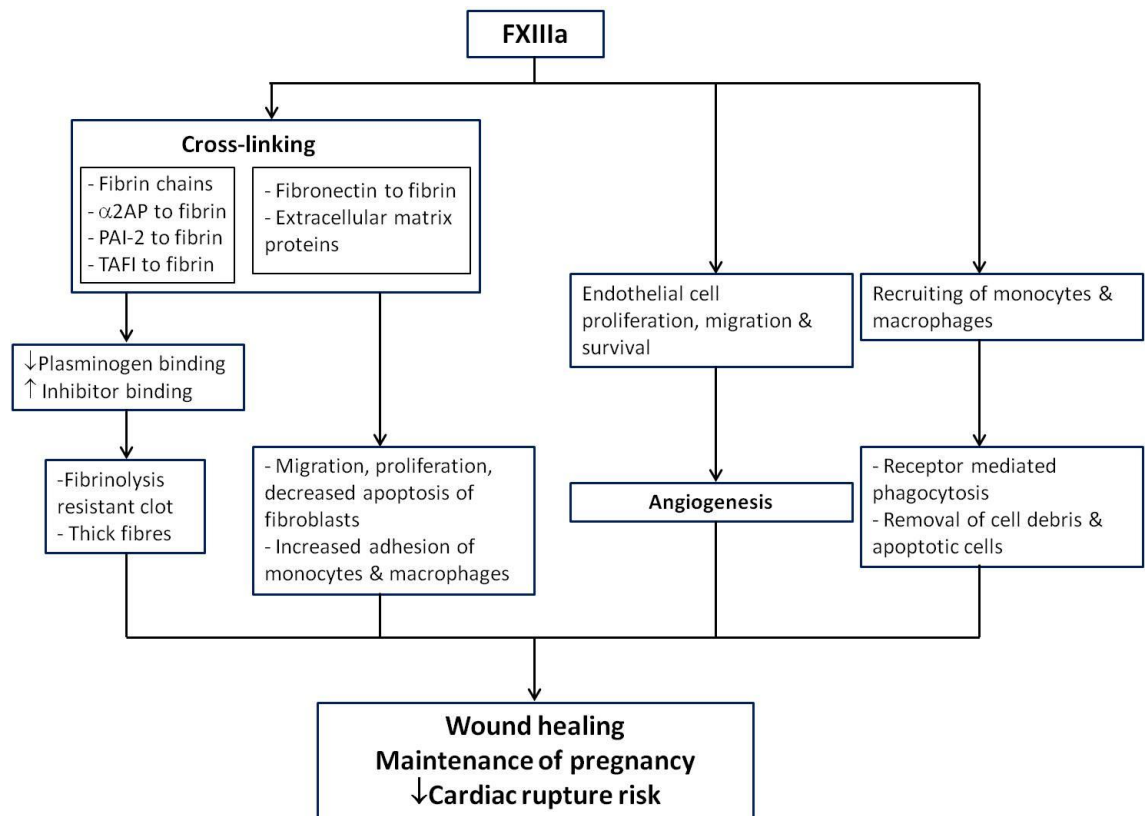 FXIIIa
Cross-linking
- Fibrin chains
- α2AP to fibrin
- PAI-2 to fibrin
- TAFI to fibrin
- Fibronectin to fibrin
- Extracellular matrix
proteins
Endothelial cell
proliferation, migration &
survival
Recruiting of monocytes &
macrophages
↓Plasminogen binding
↑ Inhibitor binding
-Fibrinolysis
resistant clot
- Thick fibres
- Migration, proliferation,
decreased apoptosis of
fibroblasts
- Increased adhesion of
monocytes & macrophages
Angiogenesis
- Receptor mediated
phagocytosis
- Removal of cell debris &
apoptotic cells
Wound healing
Maintenance of pregnancy
↓Cardiac rupture risk